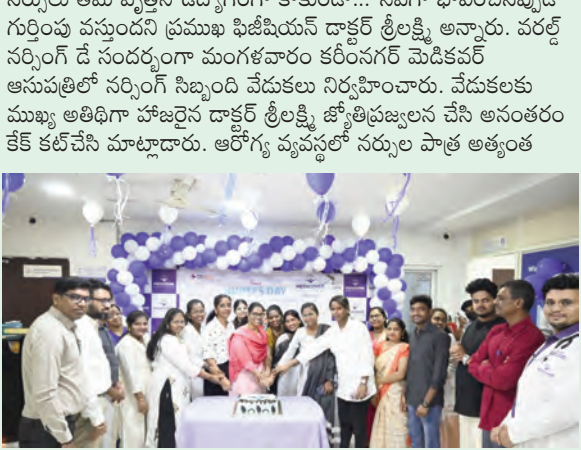 నర్సులు తమ వృత్తిని ఉద్యోగంగా కాకుండా... సేవగా భావించినప్పుడే
గుర్తింపు వస్తుందని ప్రముఖ ఫిజీషియన్ డాక్టర్ శ్రీలక్ష్మి అన్నారు. వరల్డ్
నర్సింగ్ డే సందర్భంగా మంగళవారం కరీంనగర్ మెడికవర్
ఆసుపత్రిలో నర్సింగ్ సిబ్బంది వేడుకలు నిర్వహించారు. వేడుకలకు
ముఖ్య అతిథిగా హాజరైన డాక్టర్ శ్రీలక్ష్మి జ్యోతిప్రజ్వలన చేసి అనంతరం
కేక్ కట్‌చేసి మాట్లాడారు. ఆరోగ్య వ్యవస్థలో నర్సుల పాత్ర అత్యంత
DAY